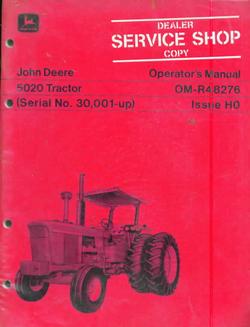 DEALER
SERVICE SHOP
COPY
John Deere
Operator's Manual
5020 Tractor
OM-R48276
(Serial No. 30,001-up)
Issue H0